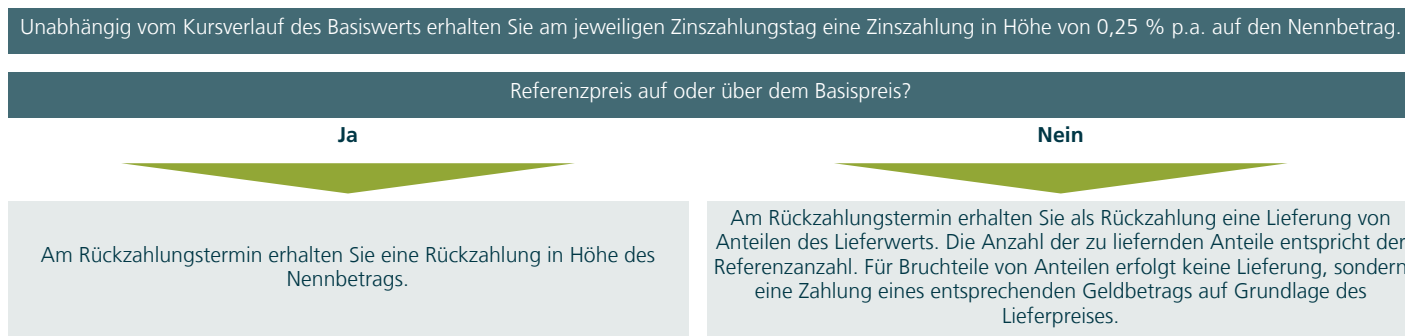 Unabhängig vom Kursverlauf des Basiswerts erhalten Sie am jeweiligen Zinszahlungstag eine Zinszahlung in Höhe von 0,25 % p.a. auf den Nennbetrag.
Referenzpreis auf oder über dem Basispreis?
Ja
Nein
Am Rückzahlungstermin erhalten Sie eine Rückzahlung in Höhe des
Nennbetrags.
Am Rückzahlungstermin erhalten Sie als Rückzahlung eine Lieferung von
Anteilen des Lieferwerts. Die Anzahl der zu liefernden Anteile entspricht der
Referenzanzahl. Für Bruchteile von Anteilen erfolgt keine Lieferung, sondern
eine Zahlung eines entsprechenden Geldbetrags auf Grundlage des
Lieferpreises.